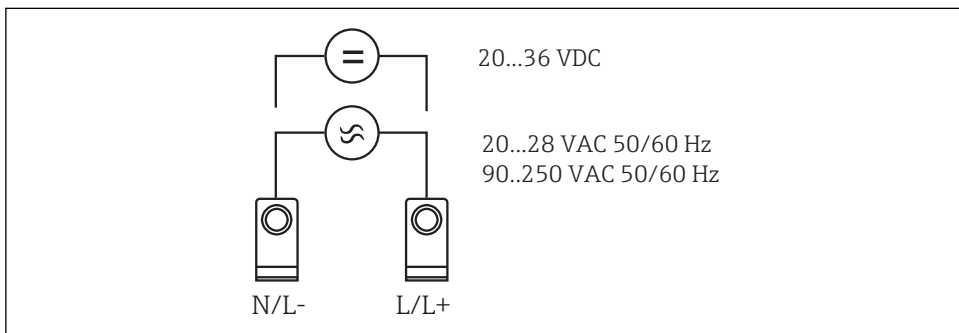 20...36 VDC
20...28 VAC 50/60 Hz
90..250 VAC 50/60 Hz
N/L-
L/L+